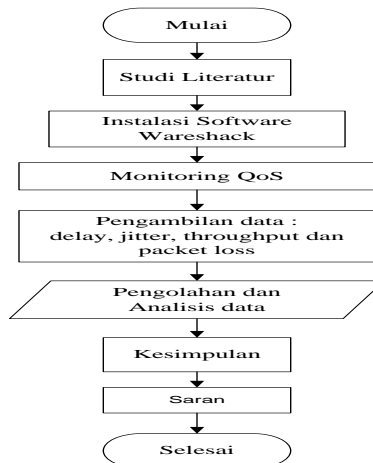 Mulai
Studi Literatur
Instalasi Software
Wareshack
Monitoring QoS
Pengambilan data :
delay, jitter, throughput dan
packet loss
Pengolahan dan
Analisis data
Kesimpulan
Saran
Selesai